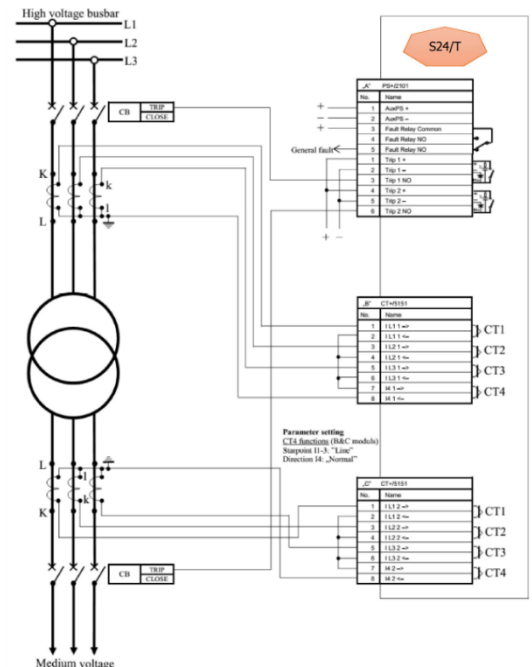 High voltage busbar
L1
L2
L3
S24/T
CB
TRIP
CLOSE
„A" PS+/2101
No. Name
1 AuxPS +
2 AuxPS –
3 Fault Relay Common
4 Fault Relay NO
5 Fault Relay NO
1 Trip 1 +
2 Trip 1 –
3 Trip 1 NO
4 Trip 2 +
5 Trip 2 –
6 Trip 2 NO
+
–
+
General fault
+ –
K
k
l
L
„B" CT+/5151
No. Name
1 I L1 1 –>
2 I L1 1 <–
3 I L2 1 –>
4 I L2 1 <–
5 I L3 1 –>
6 I L3 1 <–
7 I4 1 –>
8 I4 1 <–
CT1
CT2
CT3
CT4
Parameter setting
CT4 functions (B&C moduls)
Starpoint I1-3: "Line"
Direction I4: „Normal"
L
l
k
K
„C" CT+/5151
No. Name
1 I L1 2 –>
2 I L1 2 <–
3 I L2 2 –>
4 I L2 2 <–
5 I L3 2 –>
6 I L3 2 <–
7 I4 2 –>
8 I4 2 <–
CT1
CT2
CT3
CT4
CB
TRIP
CLOSE
Medium voltage